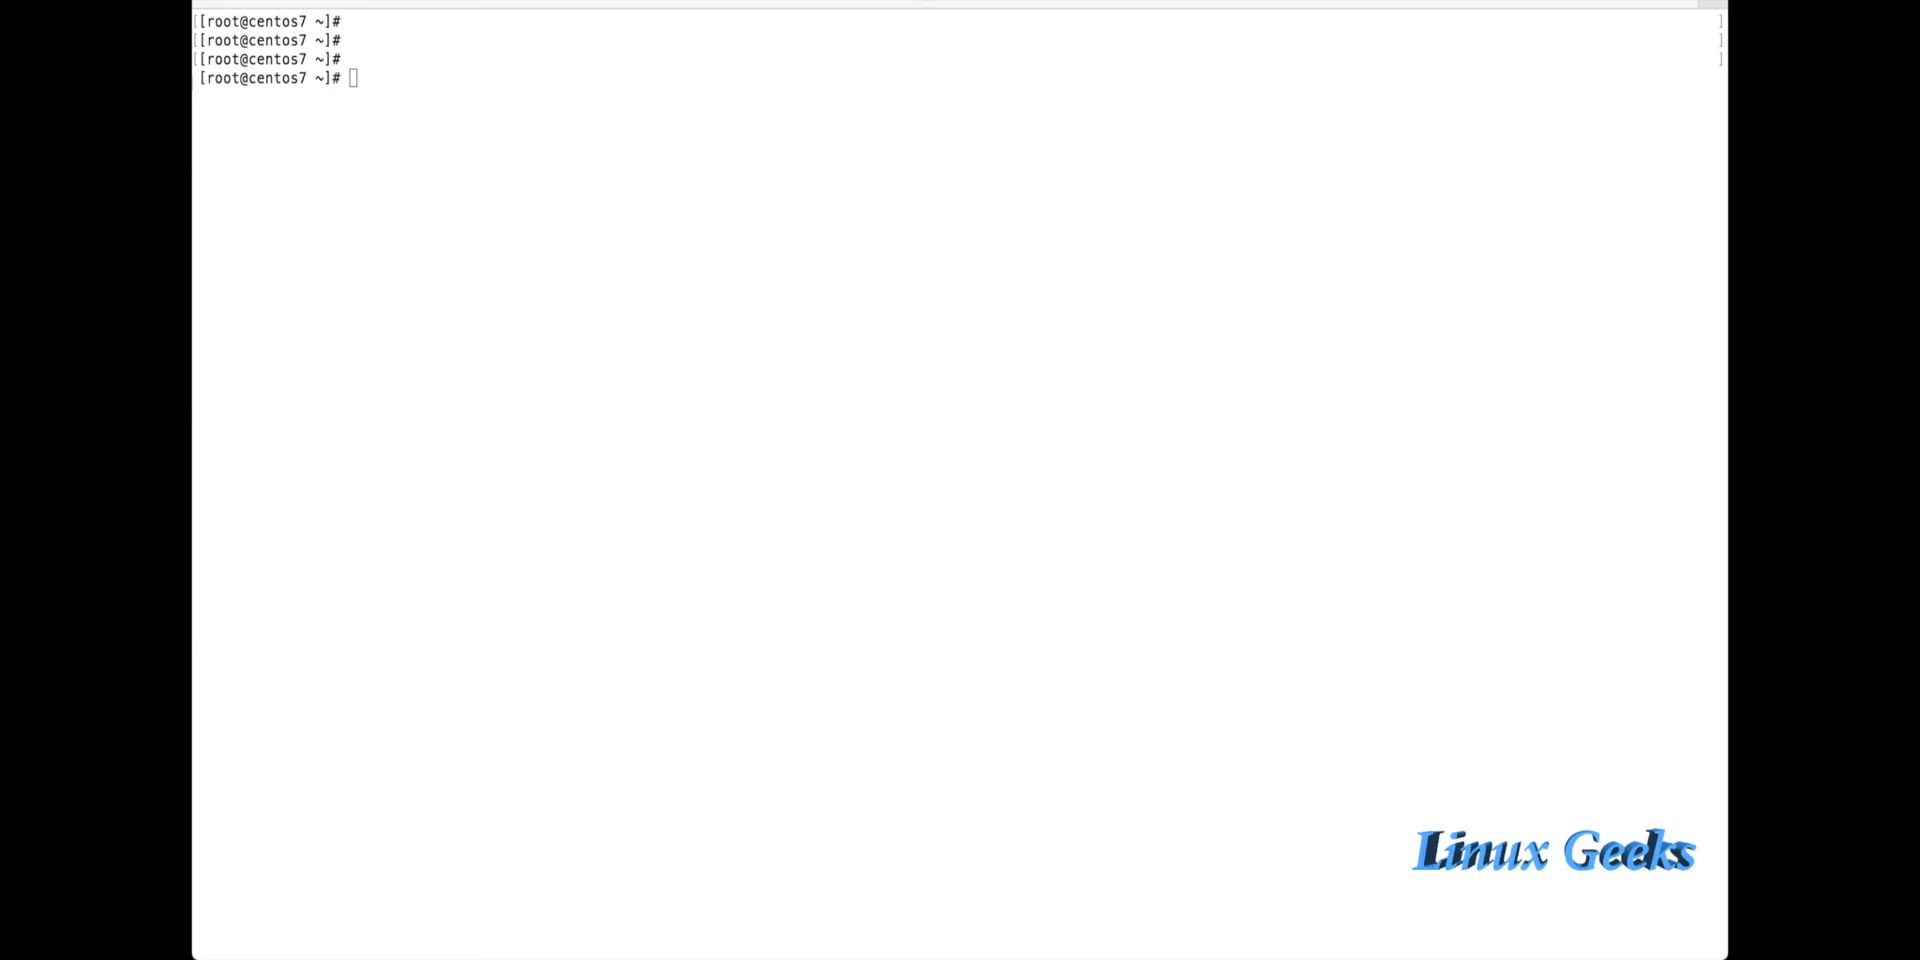 [[root@centos7 ~]# ]
[[root@centos7 ~]# ]
[[root@centos7 ~]# ]
[root@centos7 ~]#
Linux Geeks